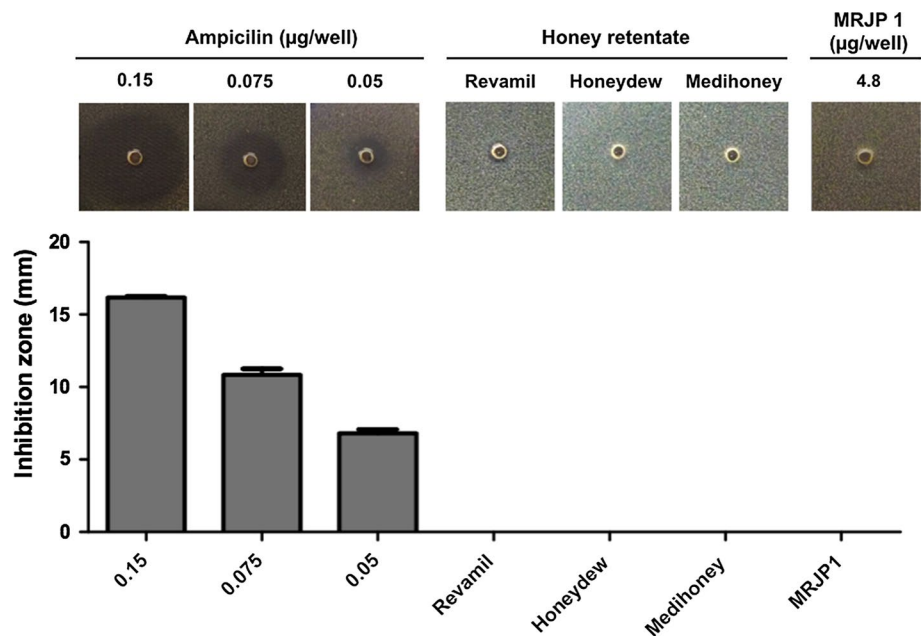 Ampicilin (µg/well)
Honey retentate
MRJP 1
(µg/well)
0.15
0.075
0.05
Revamil
Honeydew
Medihoney
4.8
Inhibition zone (mm)
20
15
10
5
0
0.15
0.075
0.05
Revamil
Honeydew
Medihoney
MRJP1